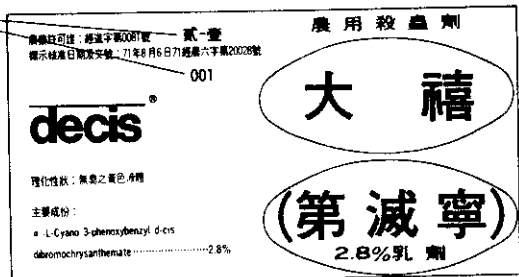 農藥許可證：經進字第0087號 貳-壹
標示核准日期及文號：71年8月6日71經農六字第20028號
001
decis®
理化性狀：無臭之黃色液體
主要成份：
α-L-Cyano 3-phenoxybenzyl d-cis
dibromochrysanthemate 2.8%
農用殺蟲劑
大禧
(第滅寧)
2.8%乳劑